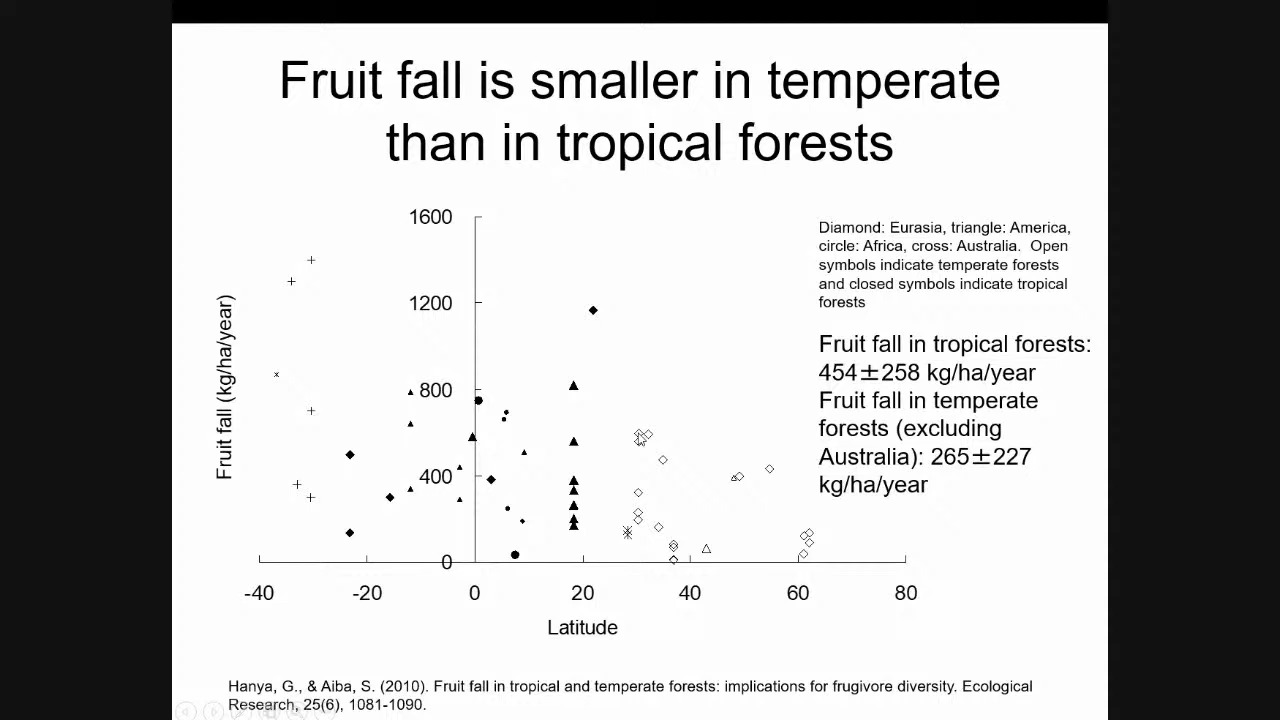 Fruit fall is smaller in temperate
than in tropical forests
1600
1200
800
400
0
-40
-20
0
20
40
60
80
Fruit fall (kg/ha/year)
Latitude
Diamond: Eurasia, triangle: America,
circle: Africa, cross: Australia. Open
symbols indicate temperate forests
and closed symbols indicate tropical
forests
Fruit fall in tropical forests:
454±258 kg/ha/year
Fruit fall in temperate
forests (excluding
Australia): 265±227
kg/ha/year
Hanya, G., & Aiba, S. (2010). Fruit fall in tropical and temperate forests: implications for frugivore diversity. Ecological
Research, 25(6), 1081-1090.